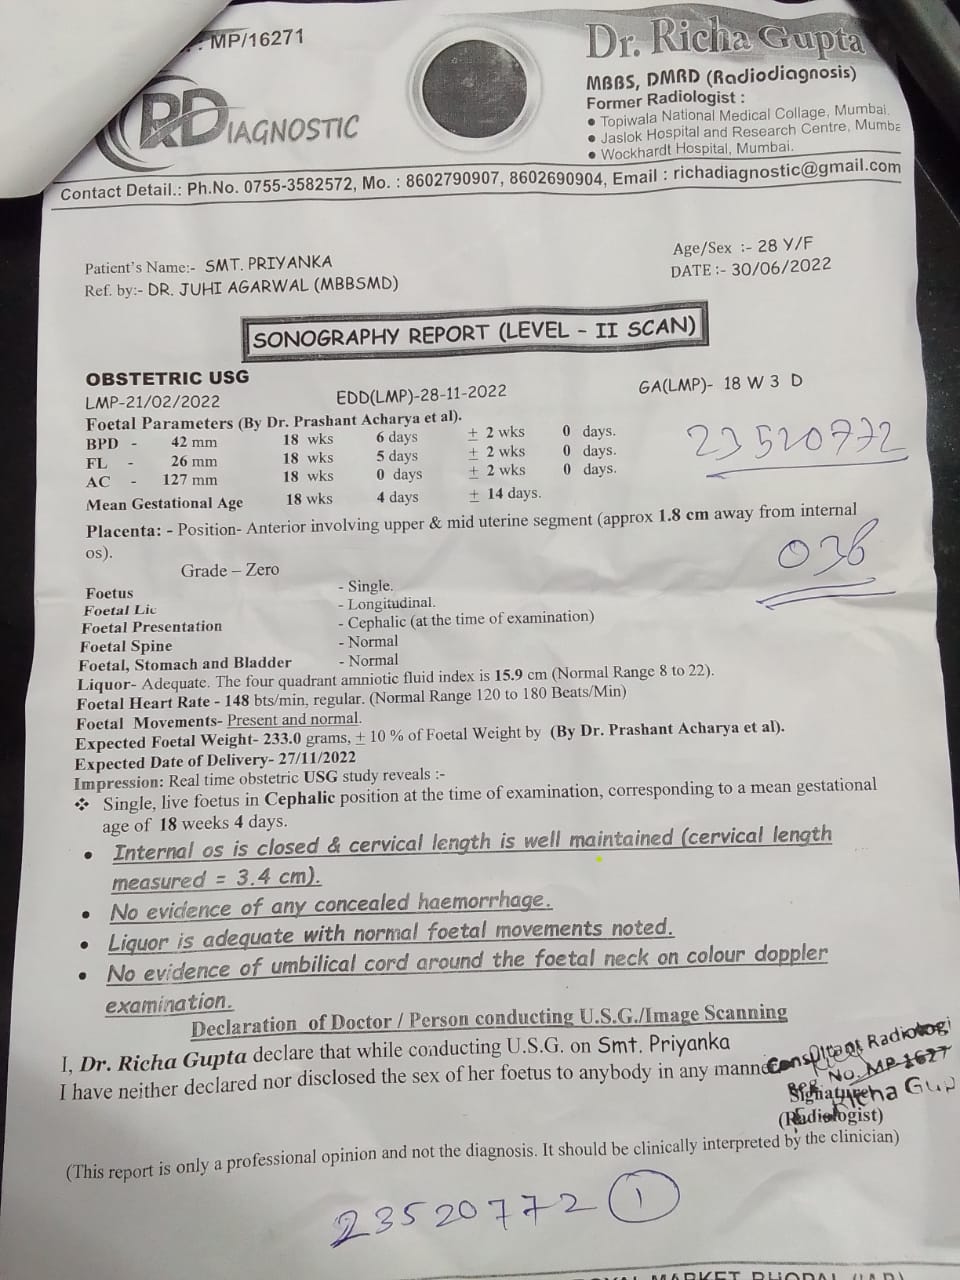 : MP/16271
RDIAGNOSTIC
Dr. Richa Gupta
MBBS, DMRD (Radiodiagnosis)
Former Radiologist :
• Topiwala National Medical Collage, Mumbai.
• Jaslok Hospital and Research Centre, Mumba
• Wockhardt Hospital, Mumbai.
Contact Detail.: Ph.No. 0755-3582572, Mo. : 8602790907, 8602690904, Email : richadiagnostic@gmail.com
Patient's Name:- SMT. PRIYANKA
Age/Sex :- 28 Y/F
Ref. by:- DR. JUHI AGARWAL (MBBSMD)
DATE :- 30/06/2022
SONOGRAPHY REPORT (LEVEL - II SCAN)
OBSTETRIC USG
LMP-21/02/2022 EDD(LMP)-28-11-2022 GA(LMP)- 18 W 3 D
Foetal Parameters (By Dr. Prashant Acharya et al).
BPD - 42 mm 18 wks 6 days ± 2 wks 0 days.
FL - 26 mm 18 wks 5 days ± 2 wks 0 days.
AC - 127 mm 18 wks 0 days ± 2 wks 0 days.
Mean Gestational Age 18 wks 4 days ± 14 days.
23520772
Placenta: - Position- Anterior involving upper & mid uterine segment (approx 1.8 cm away from internal
os).
036
Grade – Zero
Foetus - Single.
Foetal Lie - Longitudinal.
Foetal Presentation - Cephalic (at the time of examination)
Foetal Spine - Normal
Foetal, Stomach and Bladder - Normal
Liquor- Adequate. The four quadrant amniotic fluid index is 15.9 cm (Normal Range 8 to 22).
Foetal Heart Rate - 148 bts/min, regular. (Normal Range 120 to 180 Beats/Min)
Foetal Movements- Present and normal.
Expected Foetal Weight- 233.0 grams, ± 10 % of Foetal Weight by (By Dr. Prashant Acharya et al).
Expected Date of Delivery- 27/11/2022
Impression: Real time obstetric USG study reveals :-
❖ Single, live foetus in Cephalic position at the time of examination, corresponding to a mean gestational
age of 18 weeks 4 days.
• Internal os is closed & cervical length is well maintained (cervical length
measured = 3.4 cm).
• No evidence of any concealed haemorrhage.
• Liquor is adequate with normal foetal movements noted.
• No evidence of umbilical cord around the foetal neck on colour doppler
examination.
Declaration of Doctor / Person conducting U.S.G./Image Scanning
I, Dr. Richa Gupta declare that while conducting U.S.G. on Smt. Priyanka
I have neither declared nor disclosed the sex of her foetus to anybody in any manner
Radiologi
No. MP-1627
Signature
Richa Gup
(Radiologist)
(This report is only a professional opinion and not the diagnosis. It should be clinically interpreted by the clinician)
23520772 1